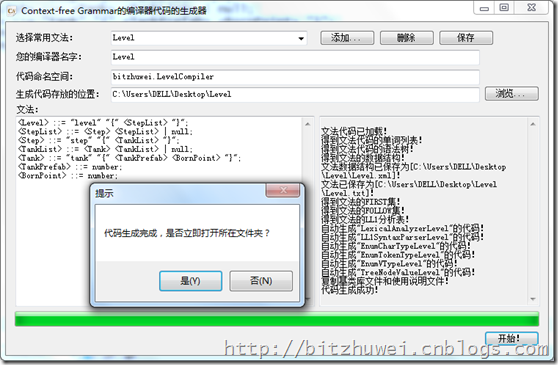 Context-free Grammar的编译器代码的生成器
选择常用文法: Level 添加... 删除 保存
您的编译器名字: Level
代码命名空间: bitzhuwei.LevelCompiler
生成代码存放的位置: C:\Users\DELL\Desktop\Level 浏览...
文法:
<Level> ::= "level" "{" <StepList> "}";
<StepList> ::= <Step> <StepList> | null;
<Step> ::= "step" "{" <TankList> "}";
<TankList> ::= <Tank> <TankList> | null;
<Tank> ::= "tank" "{" <TankPrefab> <BornPoint> "}";
<TankPrefab> ::= number;
<BornPoint> ::= number;
文法代码已加载!
得到文法代码的单词列表!
得到文法代码的语法树!
得到文法的数据结构!
文法数据结构已保存为[C:\Users\DELL\Desktop
\Level\Level.xml]!
文法已保存为[C:\Users\DELL\Desktop\Level
\Level.txt]!
得到文法的FIRST集!
得到文法的FOLLOW集!
得到文法的LL1分析表!
自动生成"LexicalAnalyzerLevel"的代码!
自动生成"LL1SyntaxParserLevel"的代码!
自动生成"EnumCharTypeLevel"的代码!
自动生成"EnumTokenTypeLevel"的代码!
自动生成"EnumVTypeLevel"的代码!
自动生成"TreeNodeValueLevel"的代码!
复制基类库文件和使用说明文件!
代码生成成功!
提示
代码生成完成，是否立即打开所在文件夹？
是(Y) 否(N)
开始!
http://bitzhuwei.cnblogs.com